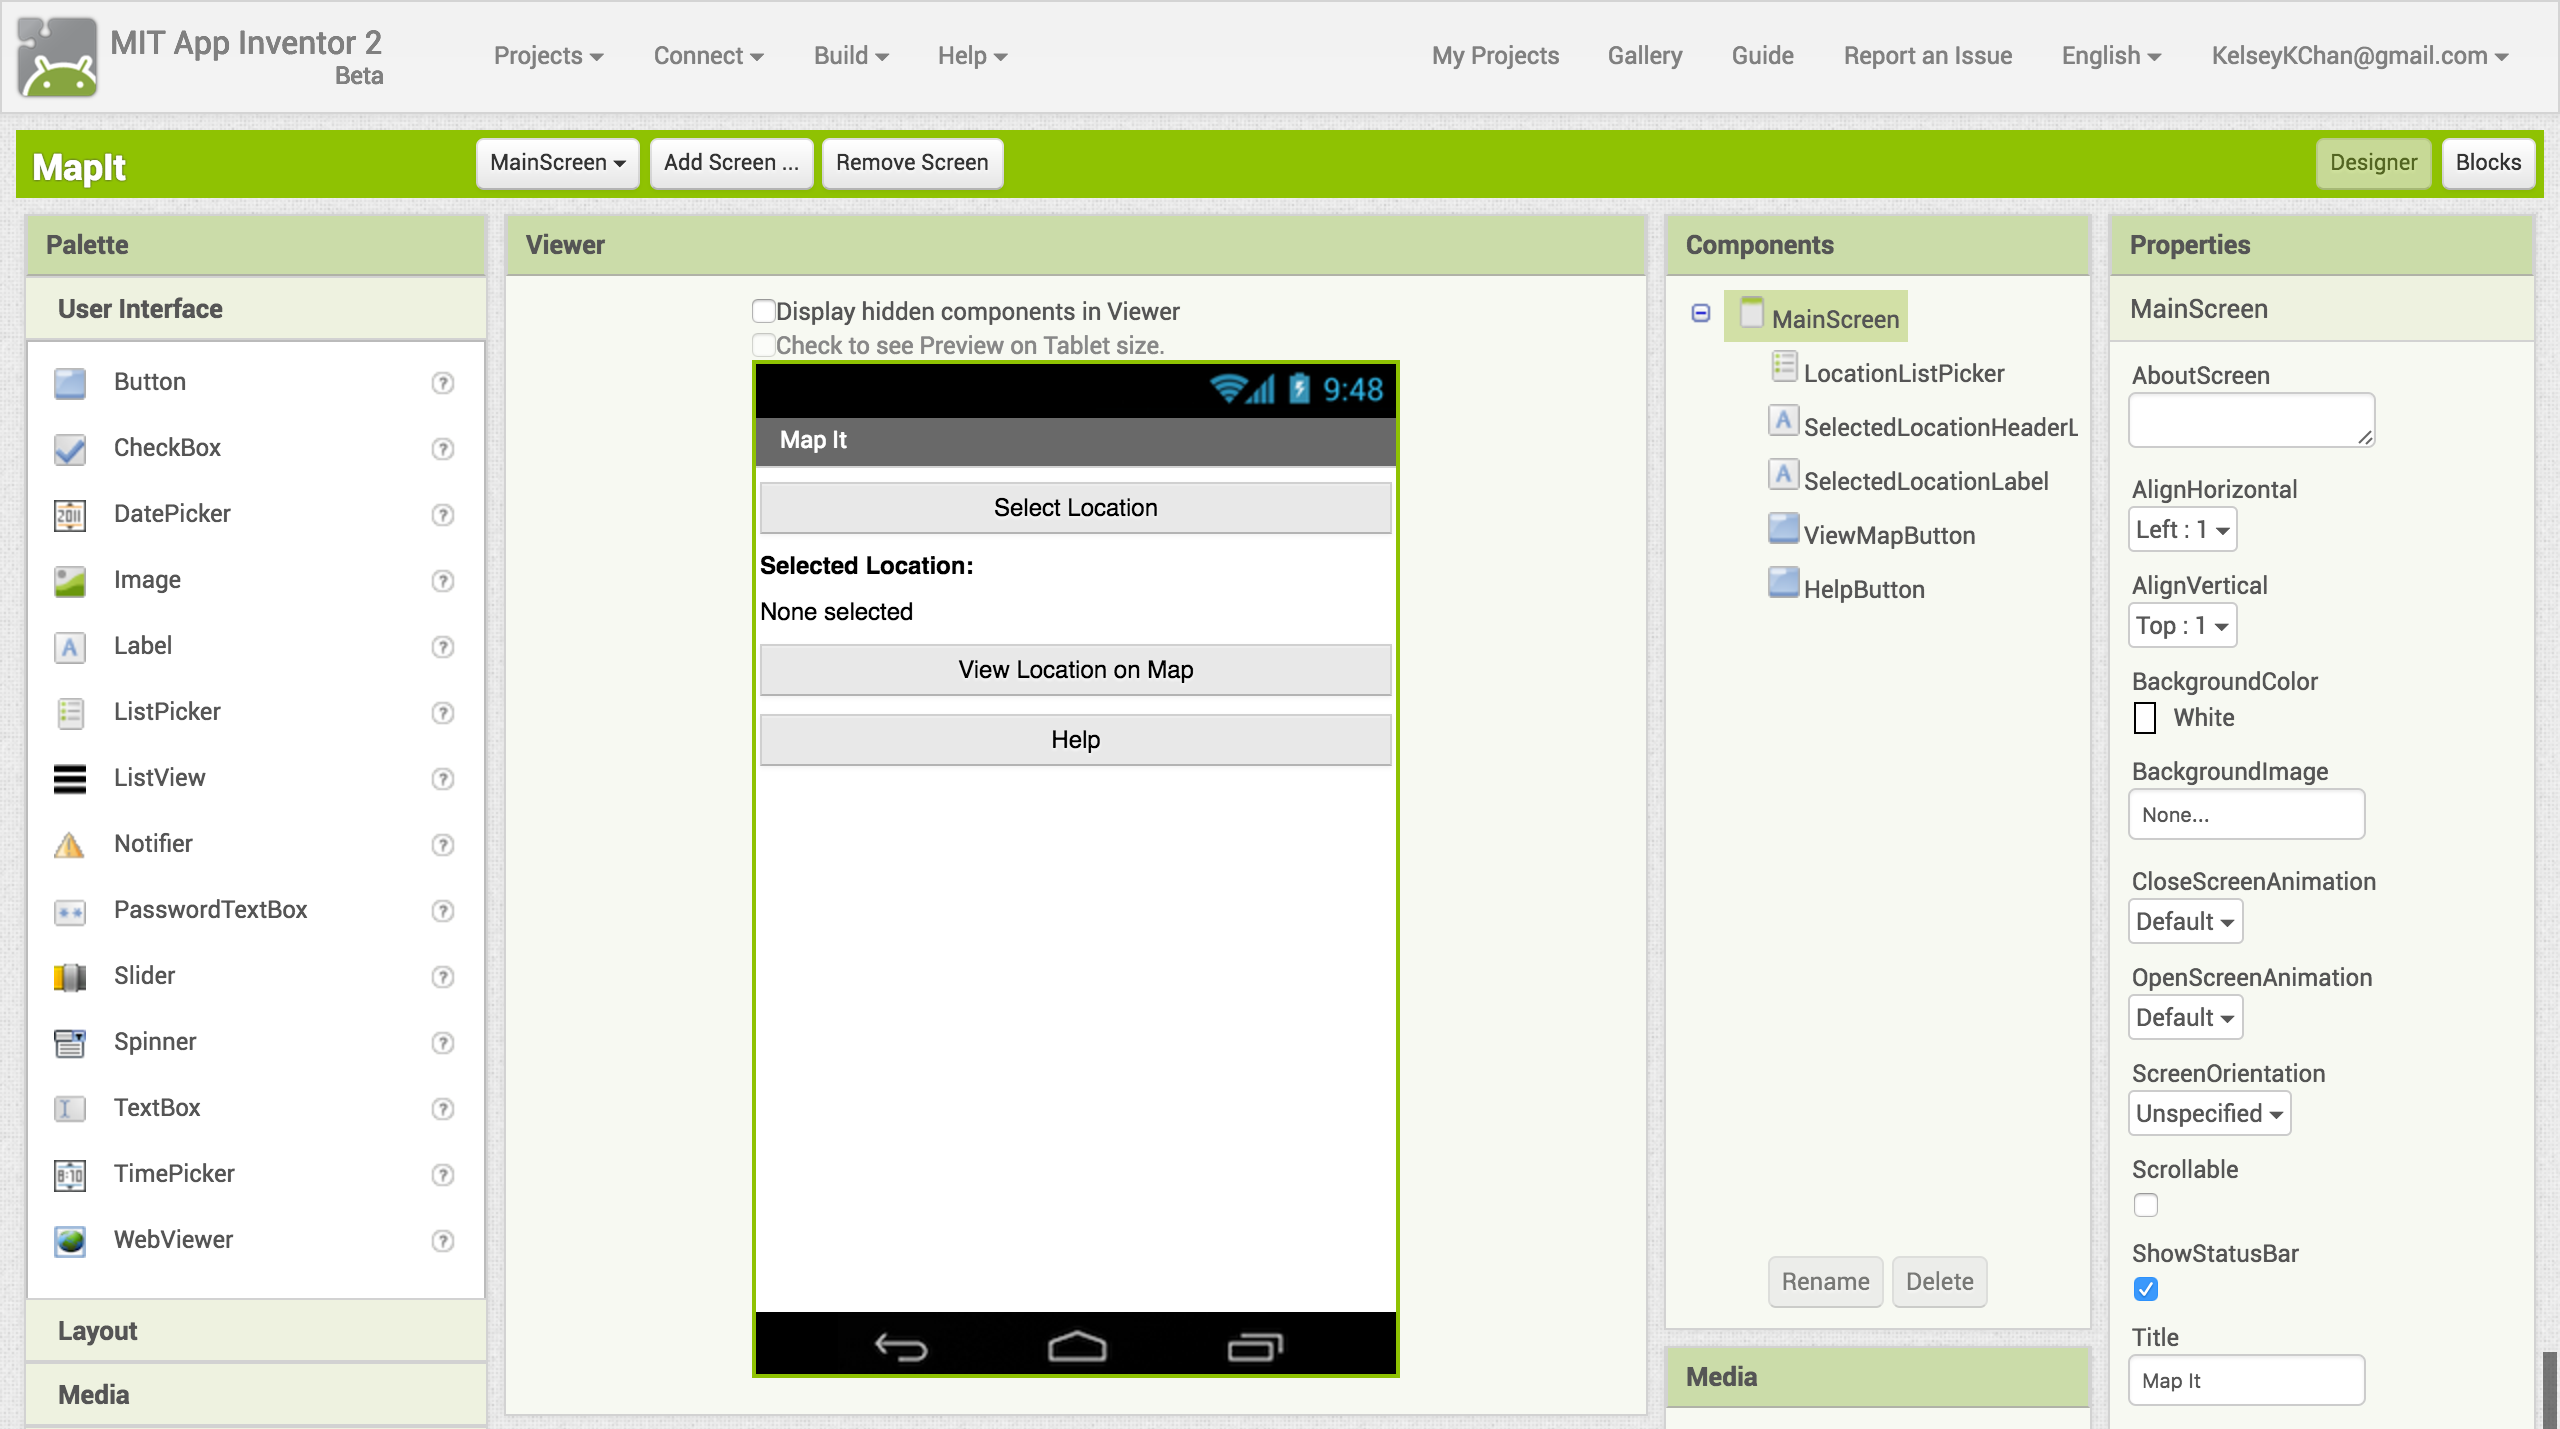 MIT App Inventor 2
Beta
Projects
Connect
Build
Help
My Projects
Gallery
Guide
Report an Issue
English
KelseyKChan@gmail.com
MapIt
MainScreen
Add Screen ...
Remove Screen
Designer
Blocks
Palette
User Interface
Button
?
CheckBox
?
2011
DatePicker
?
Image
?
A
Label
?
ListPicker
?
ListView
?
Notifier
?
PasswordTextBox
?
Slider
?
Spinner
?
TextBox
?
8:10
TimePicker
?
WebViewer
?
Layout
Media
Viewer
Display hidden components in Viewer
Check to see Preview on Tablet size.
9:48
Map It
Select Location
Selected Location:
None selected
View Location on Map
Help
Components
MainScreen
LocationListPicker
A
SelectedLocationHeaderL
A
SelectedLocationLabel
ViewMapButton
HelpButton
Rename
Delete
Media
Properties
MainScreen
AboutScreen
AlignHorizontal
Left : 1
AlignVertical
Top : 1
BackgroundColor
White
BackgroundImage
None...
CloseScreenAnimation
Default
OpenScreenAnimation
Default
ScreenOrientation
Unspecified
Scrollable
ShowStatusBar
Title
Map It